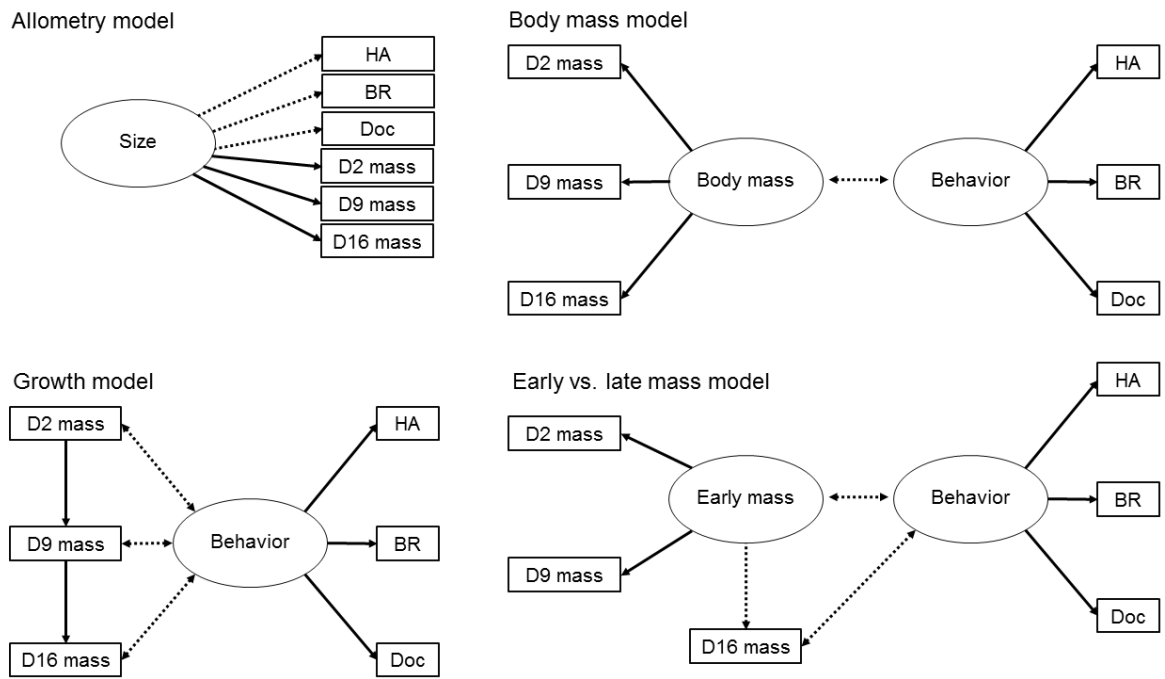 Allometry model
Size
HA
BR
Doc
D2 mass
D9 mass
D16 mass
Body mass model
D2 mass
D9 mass
D16 mass
Body mass
Behavior
HA
BR
Doc
Growth model
D2 mass
D9 mass
D16 mass
Behavior
HA
BR
Doc
Early vs. late mass model
D2 mass
D9 mass
Early mass
D16 mass
Behavior
HA
BR
Doc